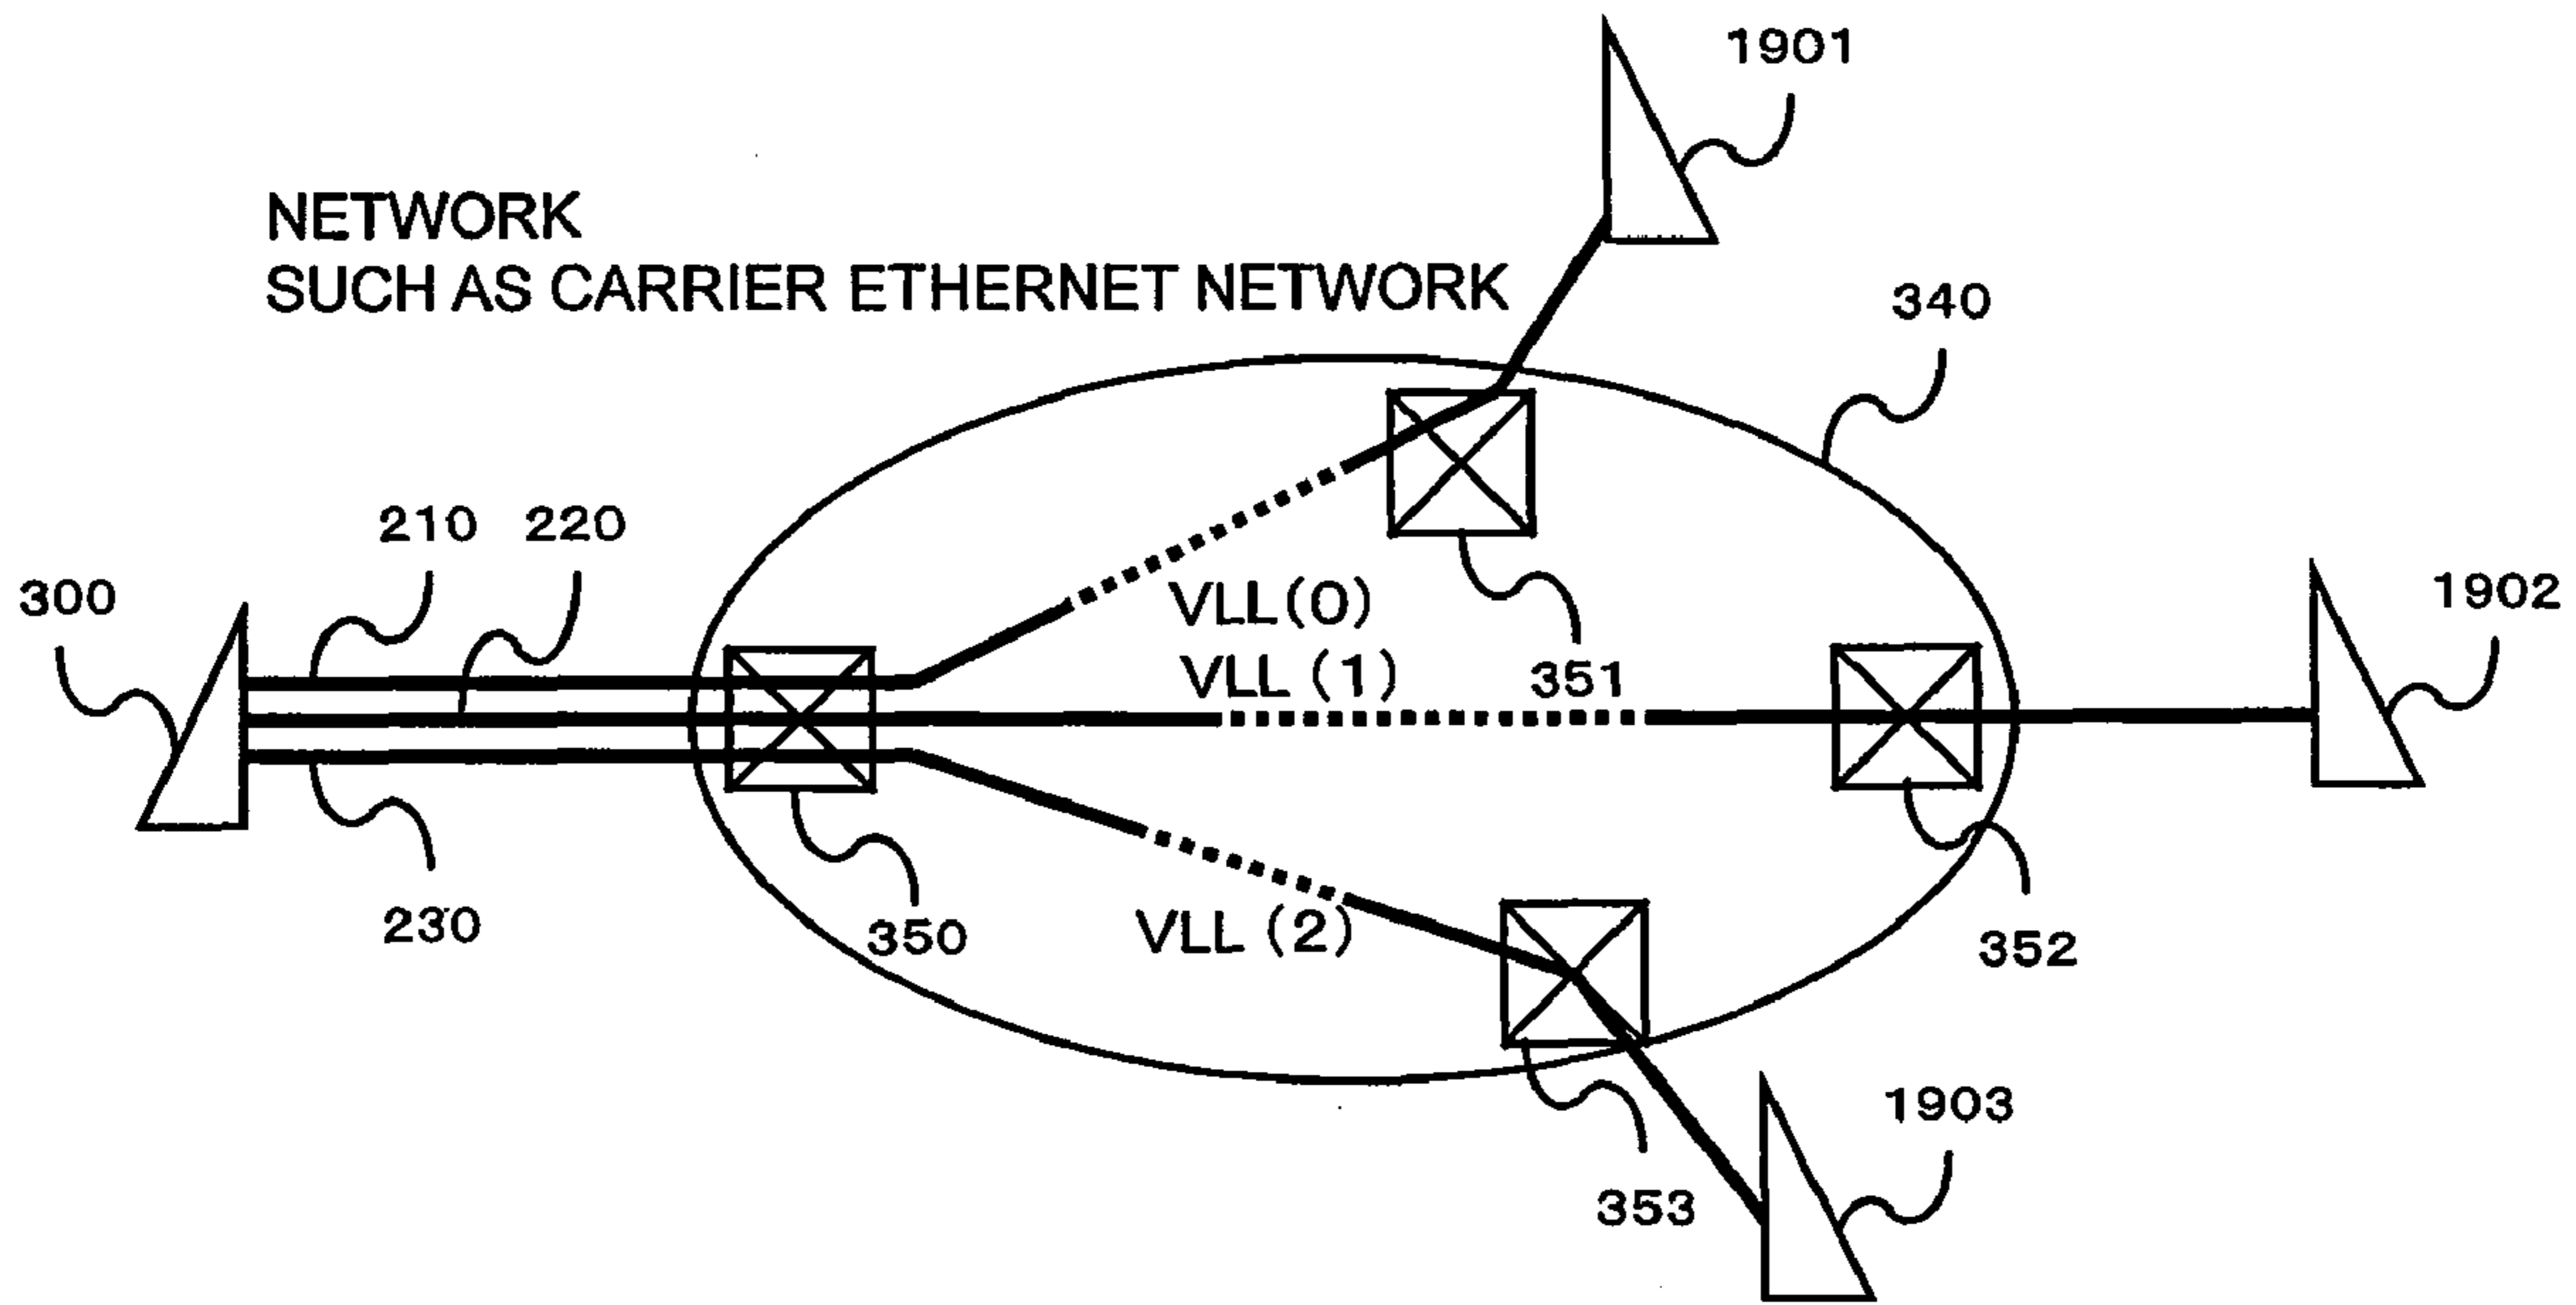 1901
NETWORK
SUCH AS CARRIER ETHERNET NETWORK
340
210
220
300
1902
VLL(0)
VLL (1)
351
230
350
VLL (2)
352
1903
353